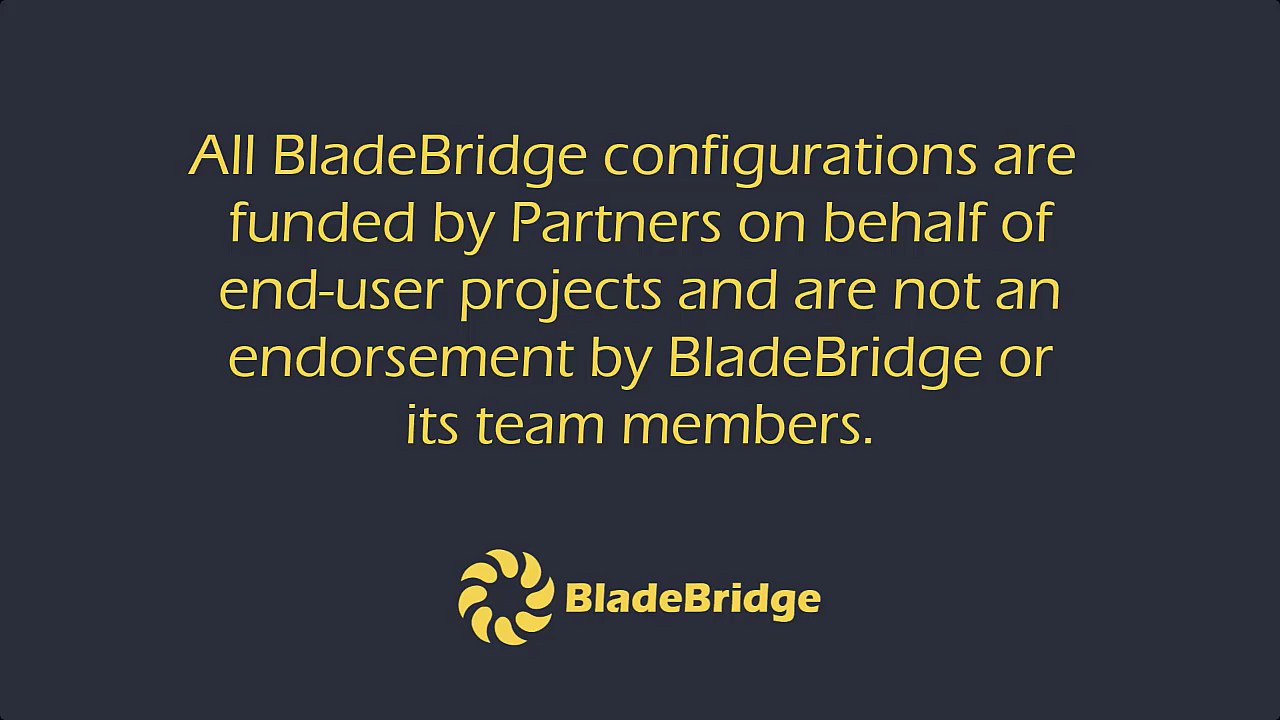 All BladeBridge configurations are
funded by Partners on behalf of
end-user projects and are not an
endorsement by BladeBridge or
its team members.
BladeBridge